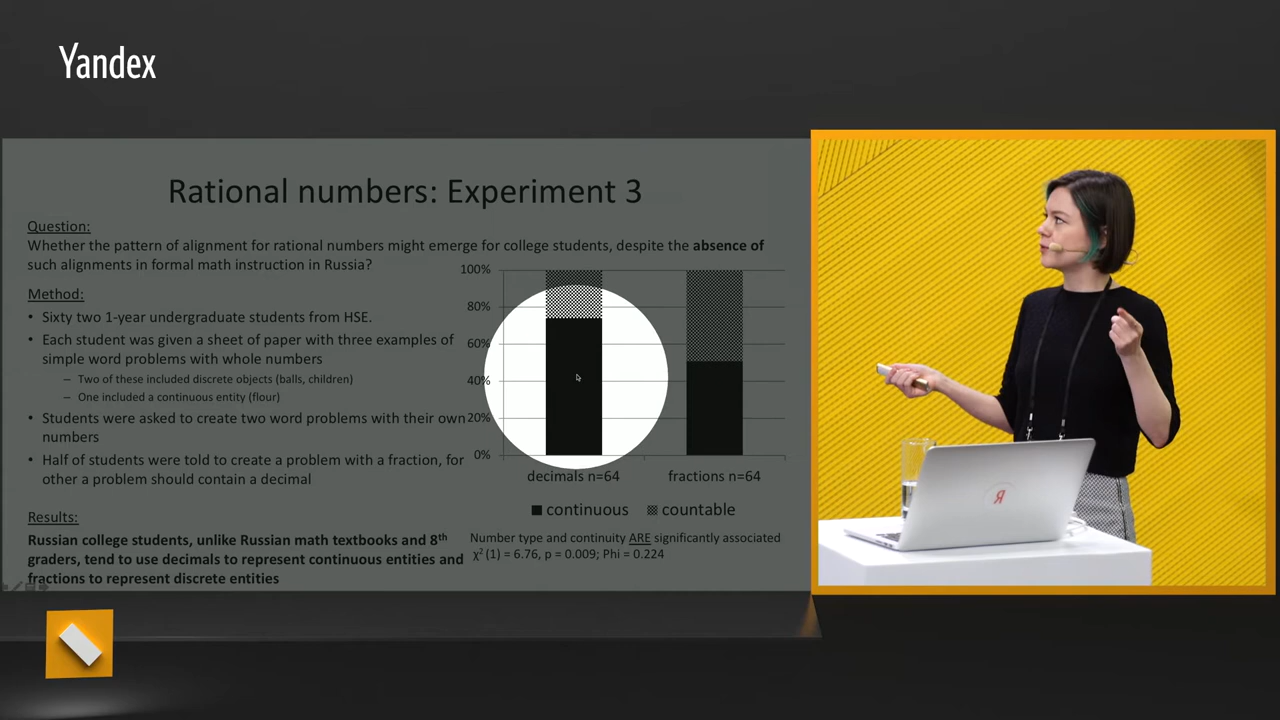 Yandex
Rational numbers: Experiment 3
Question:
Whether the pattern of alignment for rational numbers might emerge for college students, despite the absence of
such alignments in formal math instruction in Russia?
Method:
• Sixty two 1-year undergraduate students from HSE.
• Each student was given a sheet of paper with three examples of
simple word problems with whole numbers
– Two of these included discrete objects (balls, children)
– One included a continuous entity (flour)
• Students were asked to create two word problems with their own
numbers
• Half of students were told to create a problem with a fraction, for
other a problem should contain a decimal
Results:
Russian college students, unlike Russian math textbooks and 8th
graders, tend to use decimals to represent continuous entities and
fractions to represent discrete entities
100%
80%
60%
40%
20%
0%
decimals n=64 fractions n=64
continuous countable
Number type and continuity ARE significantly associated
χ² (1) = 6.76, p = 0.009; Phi = 0.224
Я